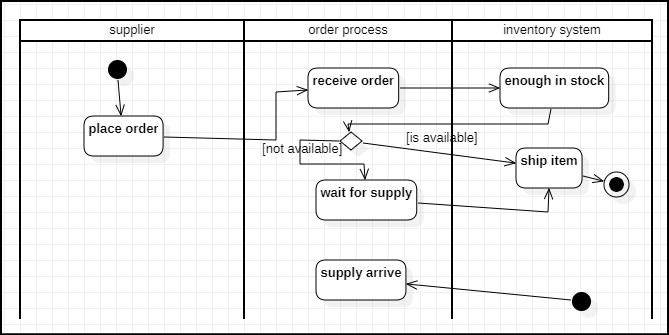 supplier
order process
inventory system
receive order
enough in stock
place order
[is available]
[not available]
ship item
wait for supply
supply arrive